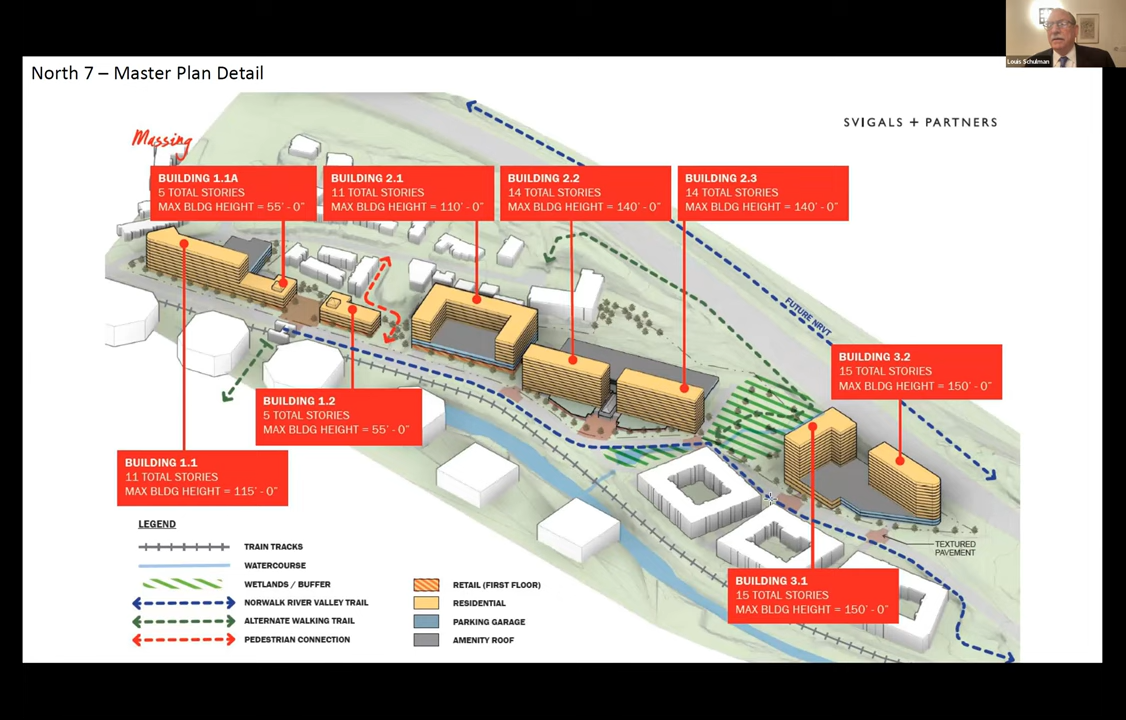 Louis Schulman
North 7 – Master Plan Detail
SVIGALS + PARTNERS
Massing
BUILDING 1.1A
5 TOTAL STORIES
MAX BLDG HEIGHT = 55' - 0"
BUILDING 2.1
11 TOTAL STORIES
MAX BLDG HEIGHT = 110' - 0"
BUILDING 2.2
14 TOTAL STORIES
MAX BLDG HEIGHT = 140' - 0"
BUILDING 2.3
14 TOTAL STORIES
MAX BLDG HEIGHT = 140' - 0"
FUTURE NRVT
BUILDING 3.2
15 TOTAL STORIES
MAX BLDG HEIGHT = 150' - 0"
BUILDING 1.2
5 TOTAL STORIES
MAX BLDG HEIGHT = 55' - 0"
BUILDING 1.1
11 TOTAL STORIES
MAX BLDG HEIGHT = 115' - 0"
TEXTURED
PAVEMENT
BUILDING 3.1
15 TOTAL STORIES
MAX BLDG HEIGHT = 150' - 0"
LEGEND
TRAIN TRACKS
WATERCOURSE
WETLANDS / BUFFER
NORWALK RIVER VALLEY TRAIL
ALTERNATE WALKING TRAIL
PEDESTRIAN CONNECTION
RETAIL (FIRST FLOOR)
RESIDENTIAL
PARKING GARAGE
AMENITY ROOF